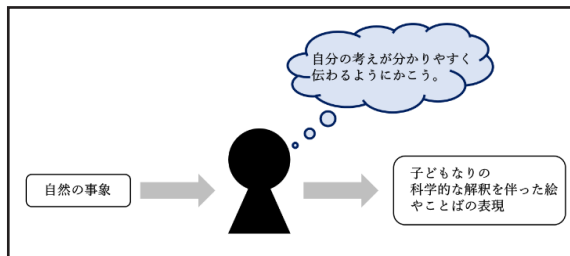 自分の考えが分かりやすく
伝わるようにかこう。
自然の事象
子どもなりの
科学的な解釈を伴った絵
やことばの表現